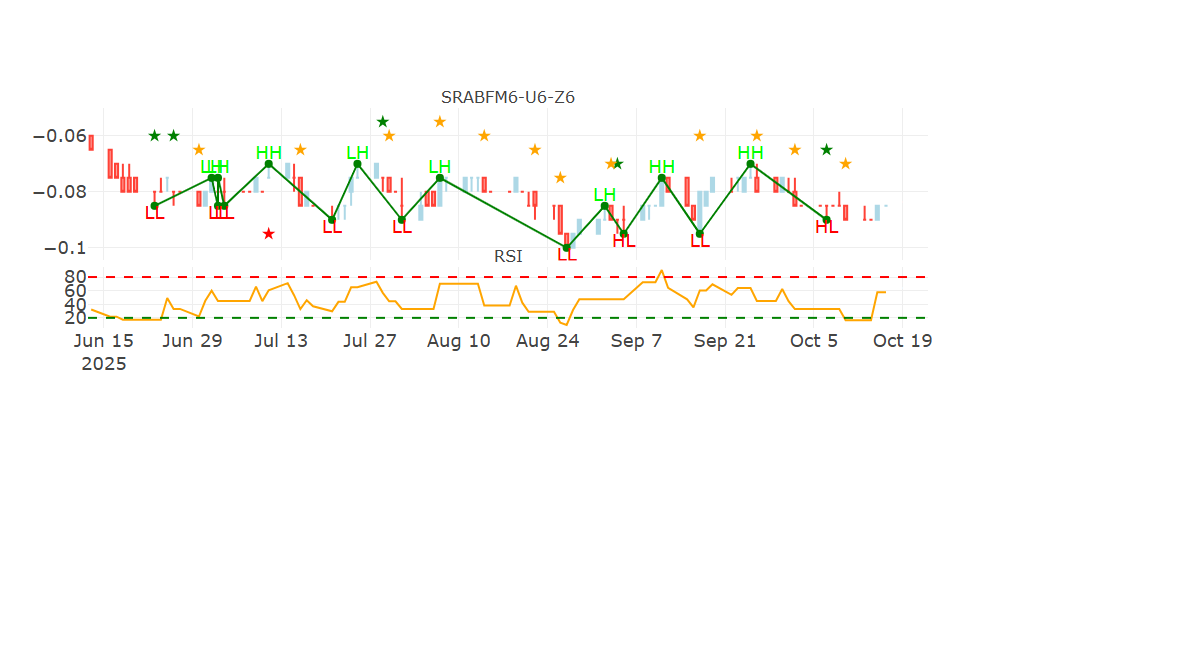 SRABFM6-U6-Z6
−0.06
−0.08
−0.1
HH
LH
LH
HH
HH
LH
LL
LL
LL
LL
HL
LL
HL
RSI
80
60
40
20
Jun 15
2025
Jun 29
Jul 13
Jul 27
Aug 10
Aug 24
Sep 7
Sep 21
Oct 5
Oct 19